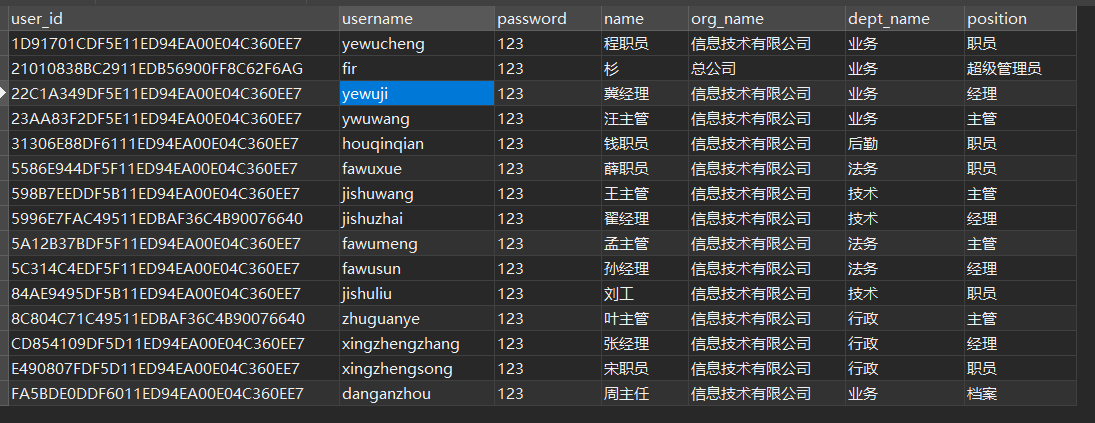 user_id username password name org_name dept_name position
1D91701CDF5E11ED94EA00E04C360EE7 yewucheng 123 程职员 信息技术有限公司 业务 职员
21010838BC2911EDB56900FF8C62F6AG fir 123 杉 总公司 业务 超级管理员
22C1A349DF5E11ED94EA00E04C360EE7 yewuji 123 冀经理 信息技术有限公司 业务 经理
23AA83F2DF5E11ED94EA00E04C360EE7 ywuwang 123 汪主管 信息技术有限公司 业务 主管
31306E88DF6111ED94EA00E04C360EE7 houqinqian 123 钱职员 信息技术有限公司 后勤 职员
5586E944DF5F11ED94EA00E04C360EE7 fawuxue 123 薛职员 信息技术有限公司 法务 职员
598B7EEDDF5B11ED94EA00E04C360EE7 jishuwang 123 王主管 信息技术有限公司 技术 主管
5996E7FAC49511EDBAF36C4B90076640 jishuzhai 123 翟经理 信息技术有限公司 技术 经理
5A12B37BDF5F11ED94EA00E04C360EE7 fawumeng 123 孟主管 信息技术有限公司 法务 主管
5C314C4EDF5F11ED94EA00E04C360EE7 fawusun 123 孙经理 信息技术有限公司 法务 经理
84AE9495DF5B11ED94EA00E04C360EE7 jishuliu 123 刘工 信息技术有限公司 技术 职员
8C804C71C49511EDBAF36C4B90076640 zhuguanye 123 叶主管 信息技术有限公司 行政 主管
CD854109DF5D11ED94EA00E04C360EE7 xingzhengzhang 123 张经理 信息技术有限公司 行政 经理
E490807FDF5D11ED94EA00E04C360EE7 xingzhengsong 123 宋职员 信息技术有限公司 行政 职员
FA5BDE0DDF6011ED94EA00E04C360EE7 danganzhou 123 周主任 信息技术有限公司 业务 档案